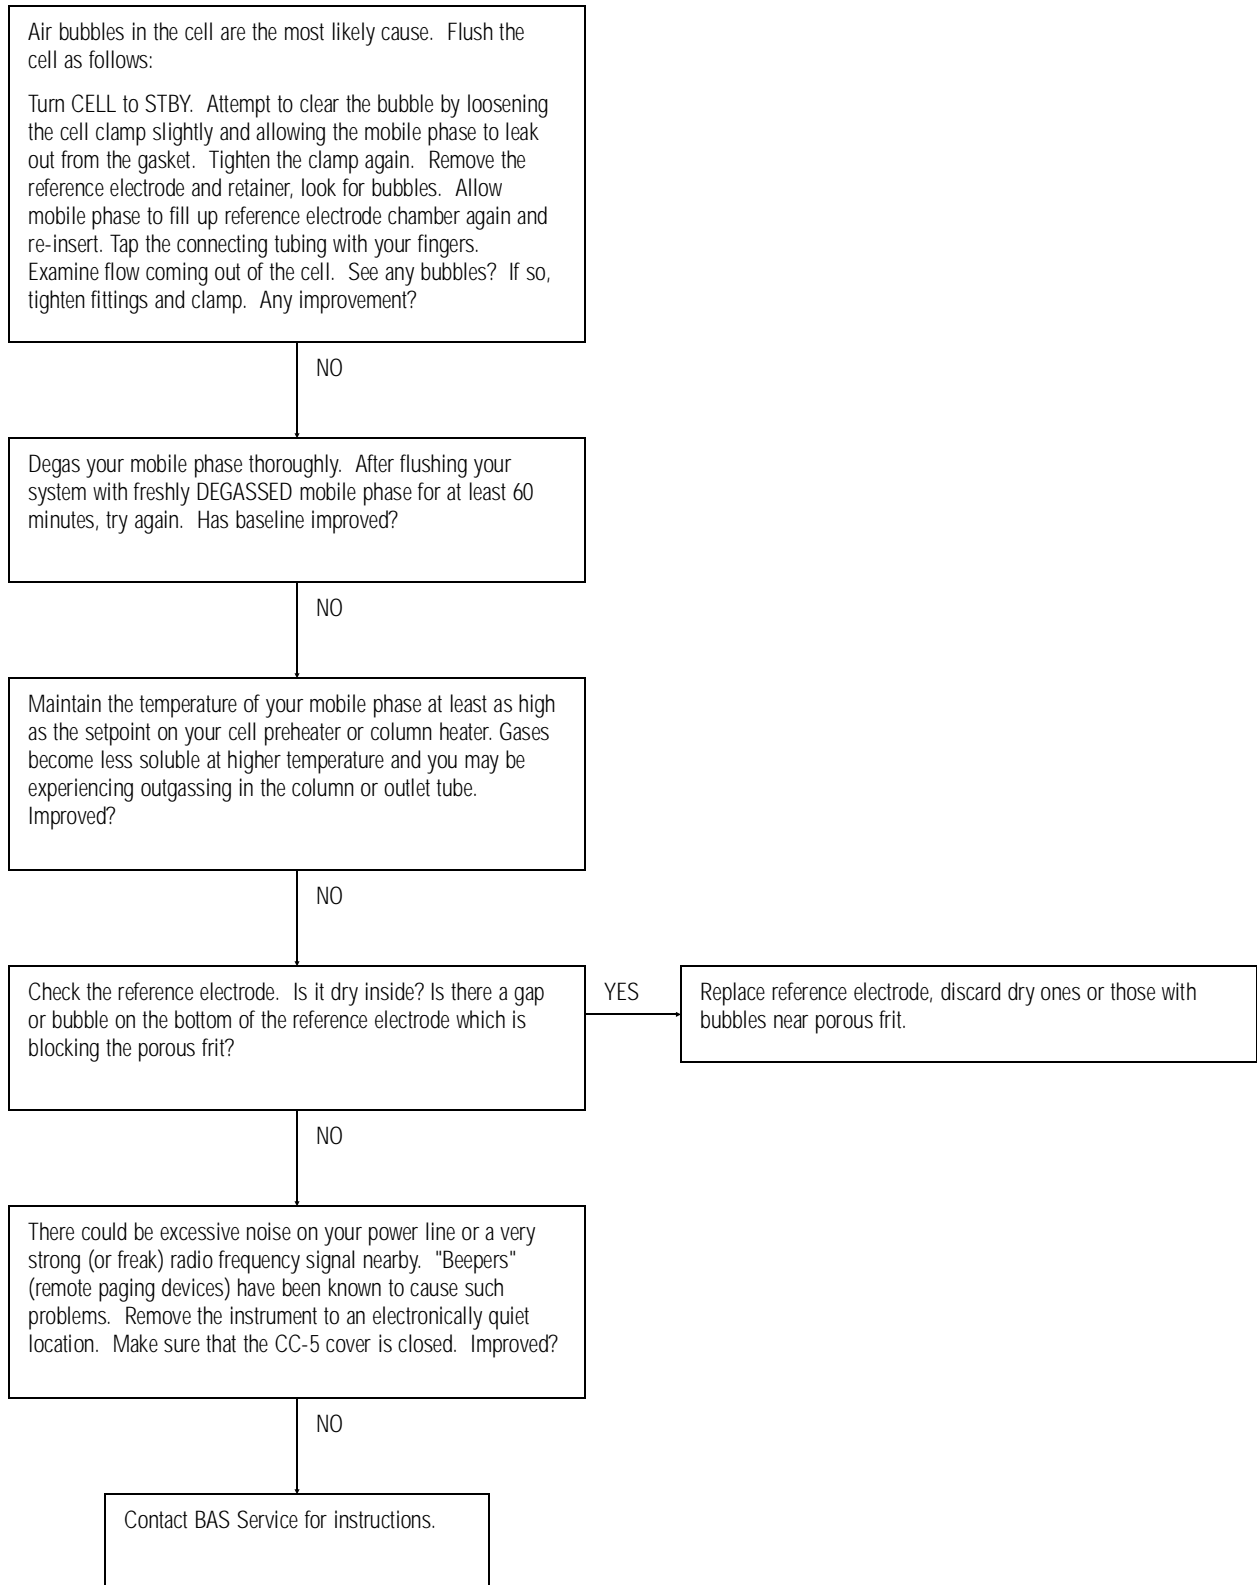 Air bubbles in the cell are the most likely cause.  Flush the
cell as follows:
Turn CELL to STBY.  Attempt to clear the bubble by loosening
the cell clamp slightly and allowing the mobile phase to leak
out from the gasket.  Tighten the clamp again.  Remove the
reference electrode and retainer, look for bubbles.  Allow
mobile phase to fill up reference electrode chamber again and
re-insert. Tap the connecting tubing with your fingers.
Examine flow coming out of the cell.  See any bubbles?  If so,
tighten fittings and clamp.  Any improvement?
NO
Degas your mobile phase thoroughly.  After flushing your
system with freshly DEGASSED mobile phase for at least 60
minutes, try again.  Has baseline improved?
NO
Maintain the temperature of your mobile phase at least as high
as the setpoint on your cell preheater or column heater. Gases
become less soluble at higher temperature and you may be
experiencing outgassing in the column or outlet tube.
Improved?
NO
Check the reference electrode.  Is it dry inside? Is there a gap
or bubble on the bottom of the reference electrode which is
blocking the porous frit?
YES
Replace reference electrode, discard dry ones or those with
bubbles near porous frit.
NO
There could be excessive noise on your power line or a very
strong (or freak) radio frequency signal nearby.  "Beepers"
(remote paging devices) have been known to cause such
problems.  Remove the instrument to an electronically quiet
location.  Make sure that the CC-5 cover is closed.  Improved?
NO
Contact BAS Service for instructions.